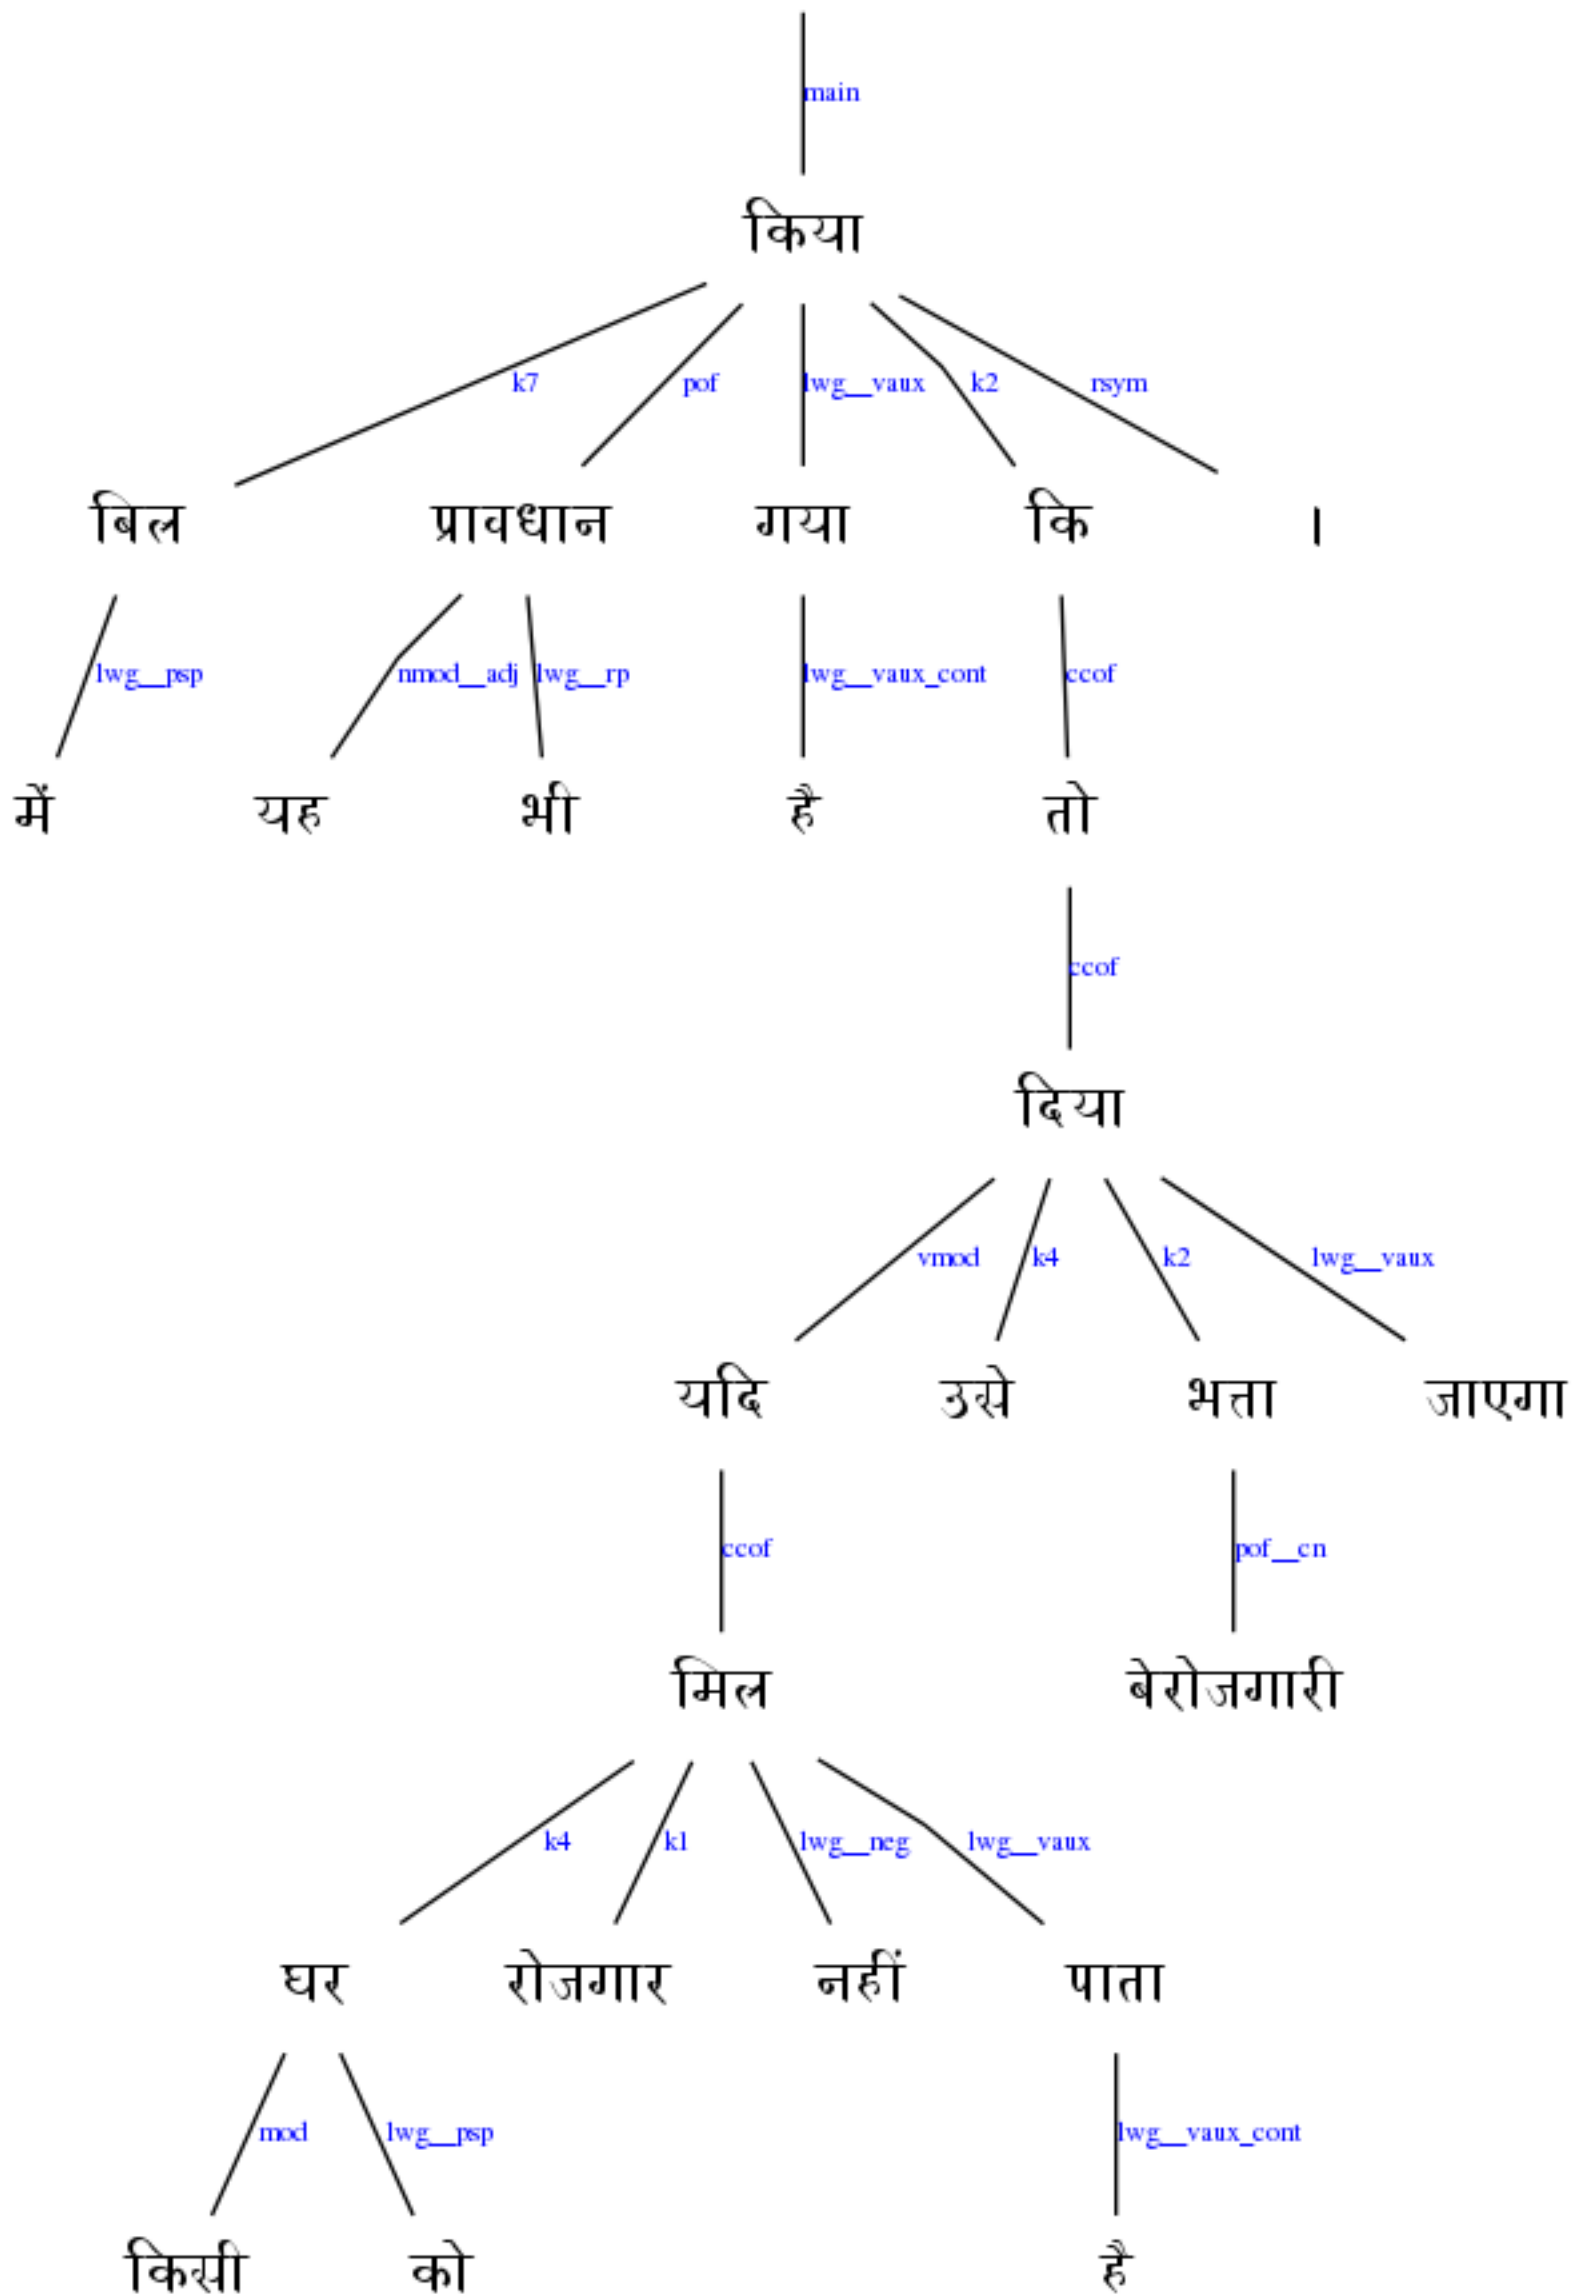 main
किया
k7 pof lwg__vaux k2 rsym
बिल प्रावधान गया कि ।
lwg__psp nmod__adj lwg__rp lwg__vaux_cont ccof
में यह भी है तो
ccof
दिया
vmod k4 k2 lwg__vaux
यदि उसे भत्ता जाएगा
ccof pof__cn
मिल बेरोजगारी
k4 k1 lwg__neg lwg__vaux
घर रोजगार नहीं पाता
mod lwg__psp lwg__vaux_cont
किसी को है